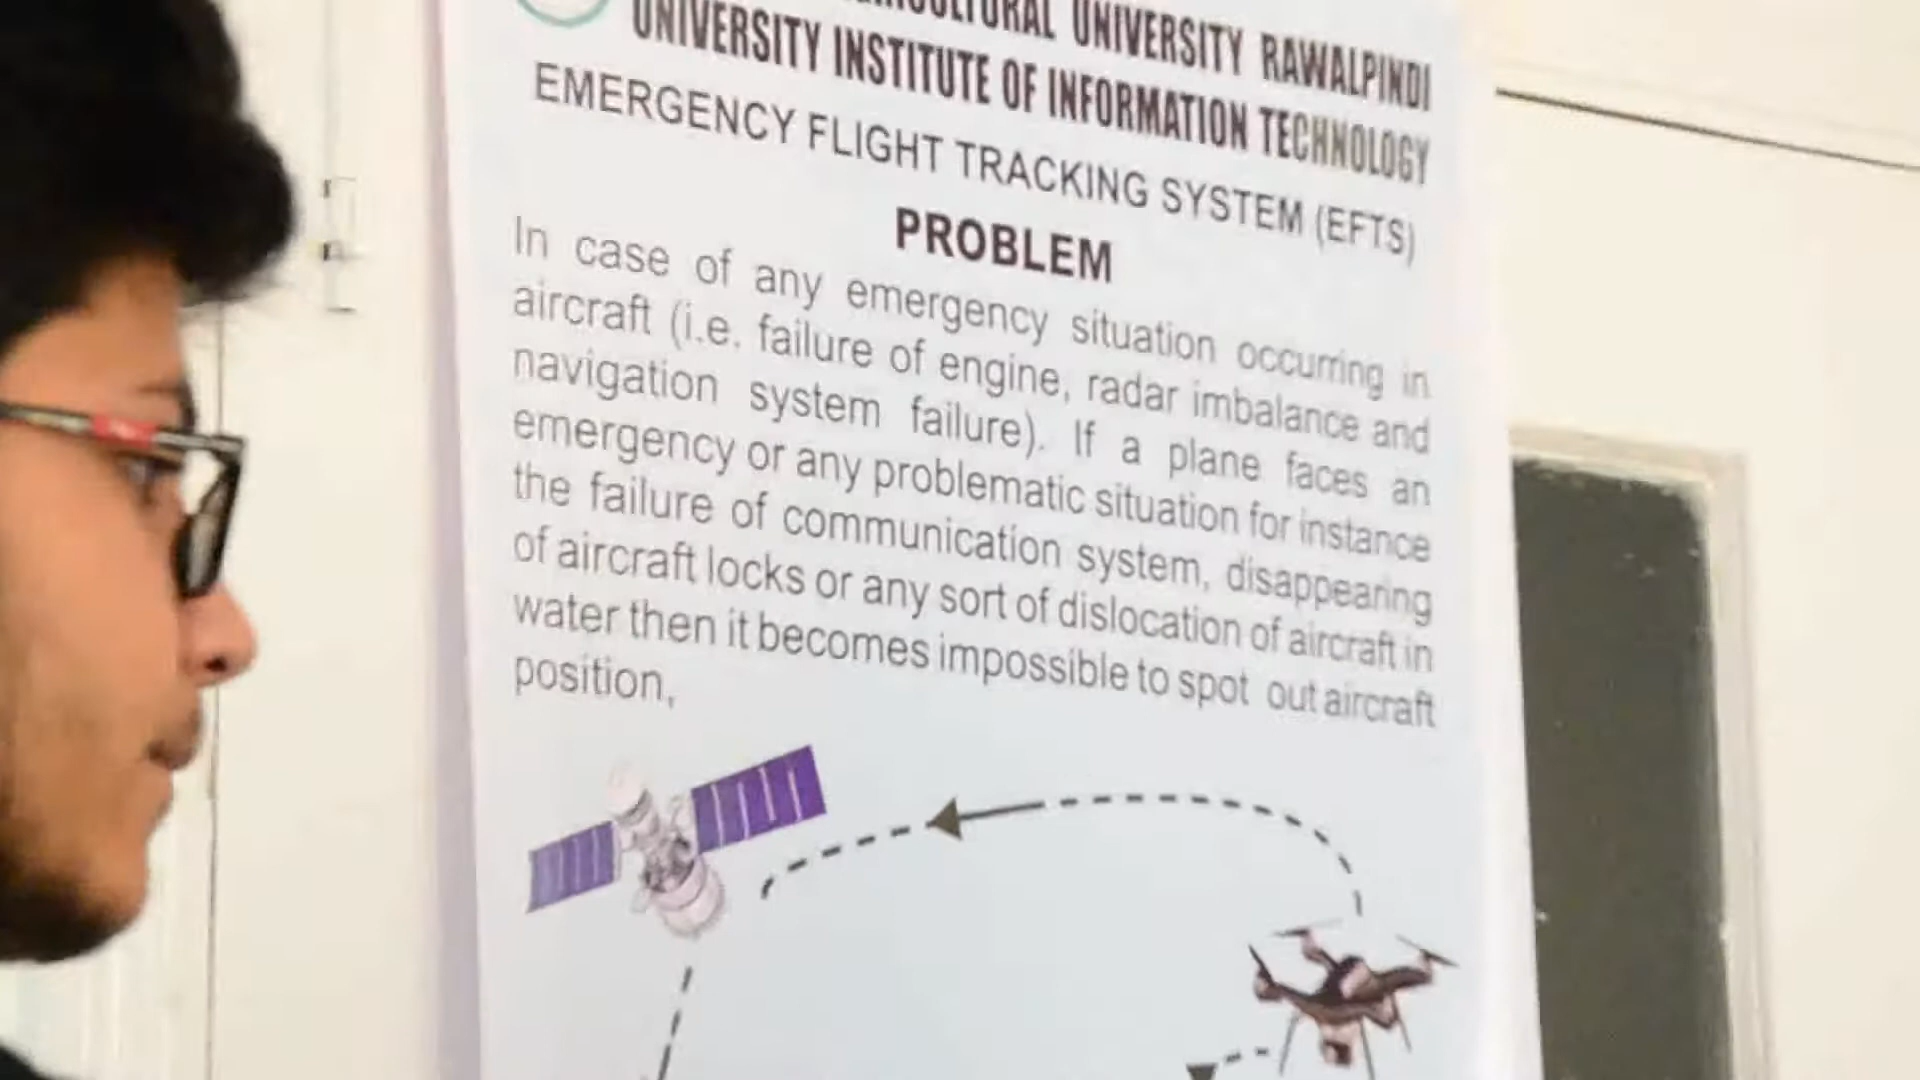 UNIVERSITY RAWALPINDI
UNIVERSITY INSTITUTE OF INFORMATION TECHNOLOGY
EMERGENCY FLIGHT TRACKING SYSTEM (EFTS)
PROBLEM
In case of any emergency situation occurring in
aircraft (i.e. failure of engine, radar imbalance and
navigation system failure). If a plane faces an
emergency or any problematic situation for instance
the failure of communication system, disappearing
of aircraft locks or any sort of dislocation of aircraft in
water then it becomes impossible to spot out aircraft
position,